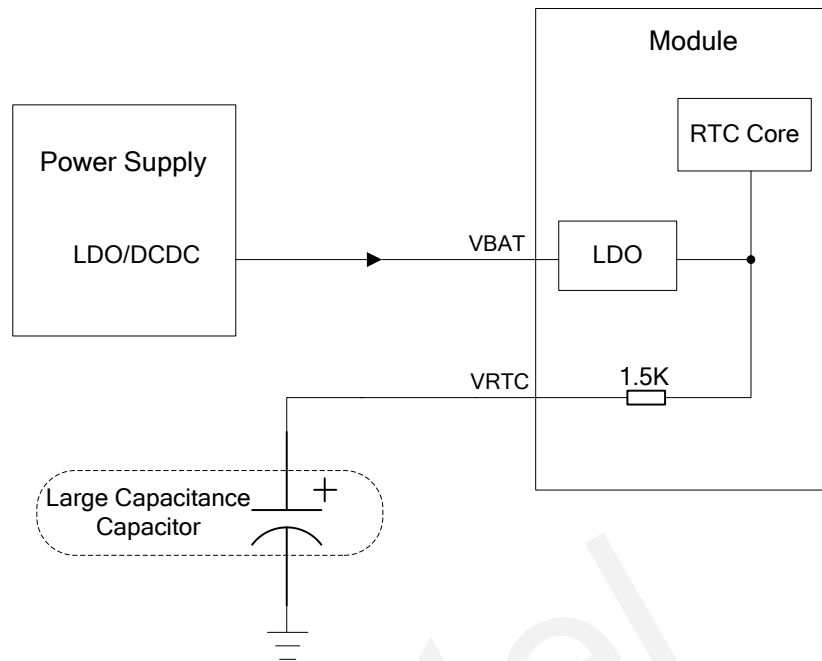 Module
RTC Core
Power Supply
LDO/DCDC
VBAT
LDO
VRTC
1.5K
Large Capacitance
Capacitor
+